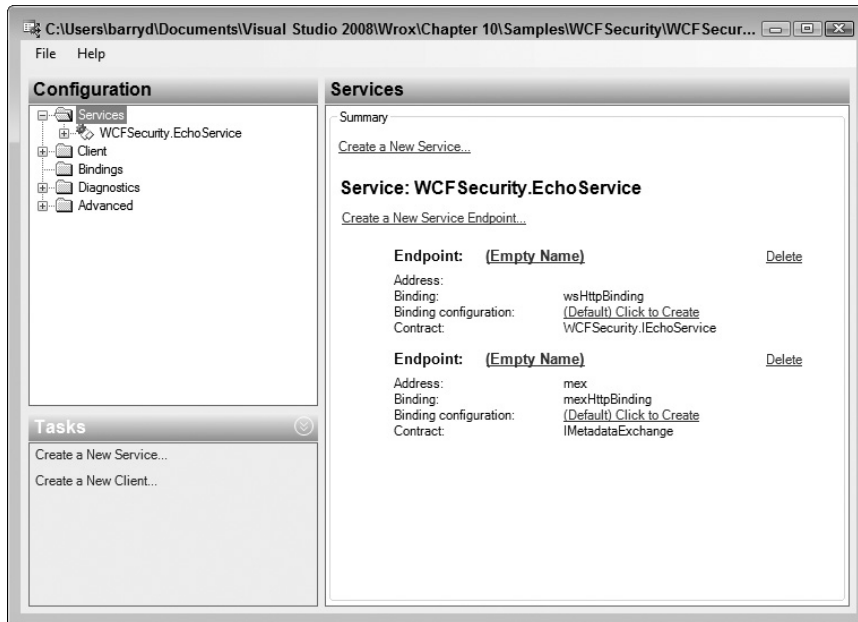 C:\Users\barryd\Documents\Visual Studio 2008\Wrox\Chapter 10\Samples\WCFSecurity\WCFSecur...
File Help
Configuration
Services
WCFSecurity.EchoService
Client
Bindings
Diagnostics
Advanced
Tasks
Create a New Service...
Create a New Client...
Services
Summary
Create a New Service...
Service: WCFSecurity.EchoService
Create a New Service Endpoint...
Endpoint: (Empty Name) Delete
Address:
Binding: wsHttpBinding
Binding configuration: (Default) Click to Create
Contract: WCFSecurity.IEchoService
Endpoint: (Empty Name) Delete
Address: mex
Binding: mexHttpBinding
Binding configuration: (Default) Click to Create
Contract: IMetadataExchange